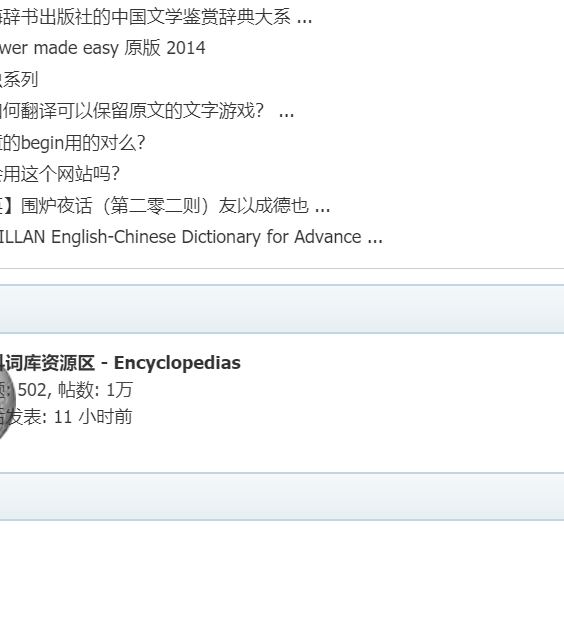 辞书出版社的中国文学鉴赏辞典大系 ...
wer made easy 原版 2014
系列
何翻译可以保留原文的文字游戏？ ...
的begin用的对么？
用这个网站吗？
】围炉夜话（第二零二则）友以成德也 ...
ILLAN English-Chinese Dictionary for Advance ...
词库资源区 - Encyclopedias
: 502, 帖数: 1万
发表: 11 小时前